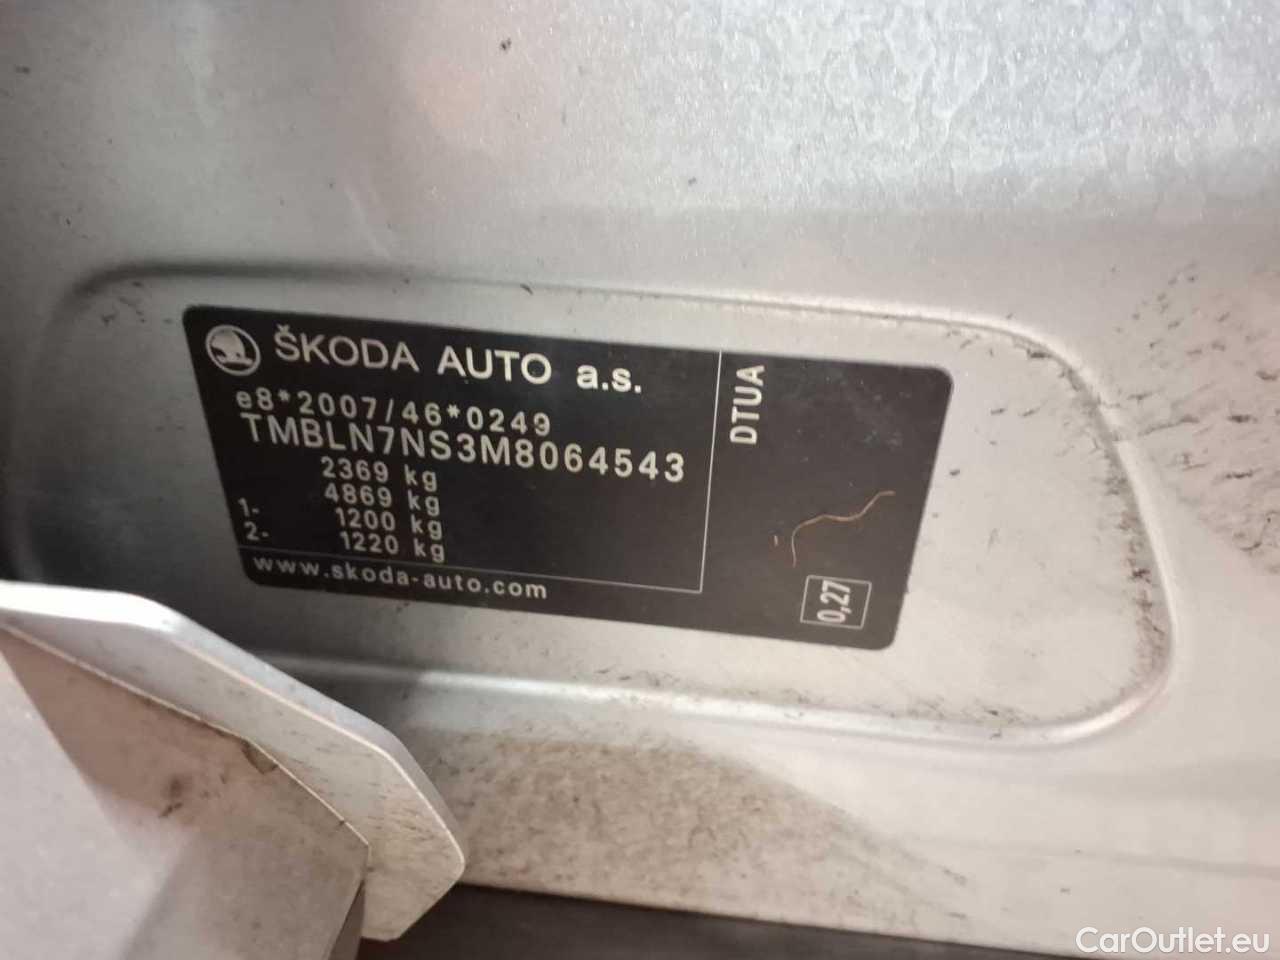 ŠKODA AUTO a.s.
e8*2007/46*0249
TMBLN7NS3M8064543
2369 kg
4869 kg
1- 1200 kg
2- 1220 kg
www.skoda-auto.com
DTUA
0,27
CarOutlet.eu